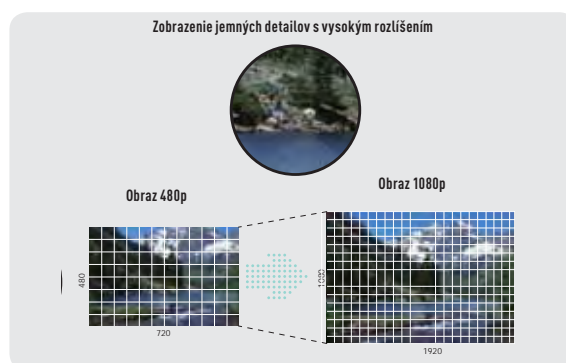 Zobrazenie jemných detailov s vysokým rozlíšením
Obraz 480p
Obraz 1080p
480
720
1080
1920